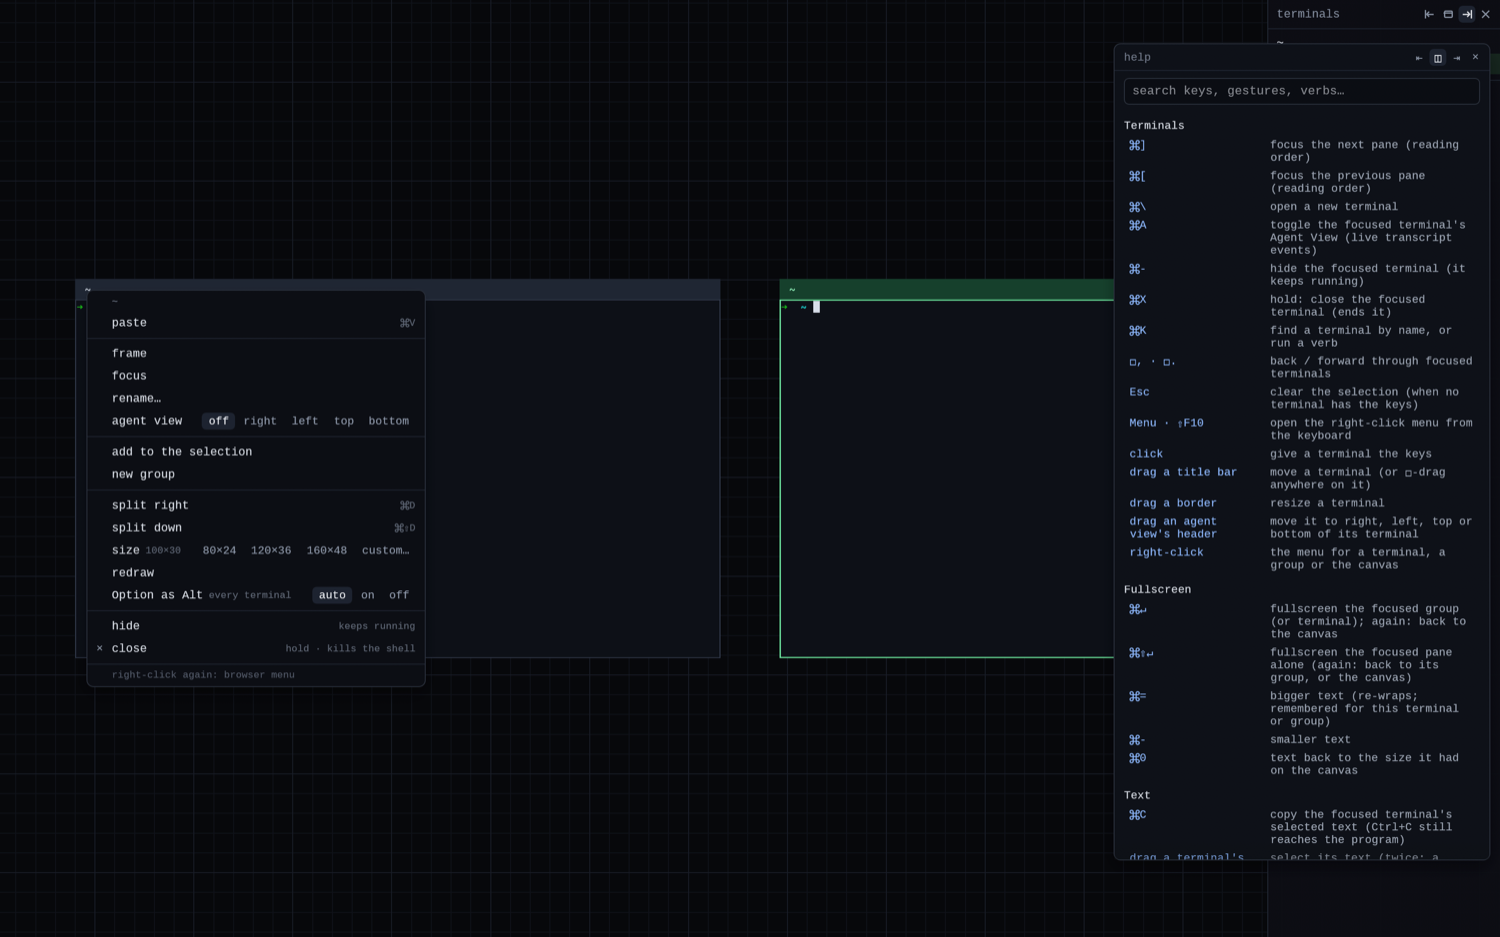 terminals
~
~
➜
~
paste ⌘V
frame
focus
rename…
agent view off right left top bottom
add to the selection
new group
split right ⌘D
split down ⌘⇧D
size 100×30 80×24 120×36 160×48 custom…
redraw
Option as Alt every terminal auto on off
hide keeps running
× close hold · kills the shell
right-click again: browser menu
~
➜ ~
~
help
search keys, gestures, verbs…
Terminals
⌘] focus the next pane (reading
order)
⌘[ focus the previous pane
(reading order)
⌘\ open a new terminal
⌘A toggle the focused terminal's
Agent View (live transcript
events)
⌘- hide the focused terminal (it
keeps running)
⌘X hold: close the focused
terminal (ends it)
⌘K find a terminal by name, or
run a verb
◻, · ◻. back / forward through focused
terminals
Esc clear the selection (when no
terminal has the keys)
Menu · ⇧F10 open the right-click menu from
the keyboard
click give a terminal the keys
drag a title bar move a terminal (or ◻-drag
anywhere on it)
drag a border resize a terminal
drag an agent move it to right, left, top or
view's header bottom of its terminal
right-click the menu for a terminal, a
group or the canvas
Fullscreen
⌘↵ fullscreen the focused group
(or terminal); again: back to
the canvas
⌘⇧↵ fullscreen the focused pane
alone (again: back to its
group, or the canvas)
⌘= bigger text (re-wraps;
remembered for this terminal
or group)
⌘- smaller text
⌘0 text back to the size it had
on the canvas
Text
⌘C copy the focused terminal's
selected text (Ctrl+C still
reaches the program)
drag a terminal's select its text (twice: a